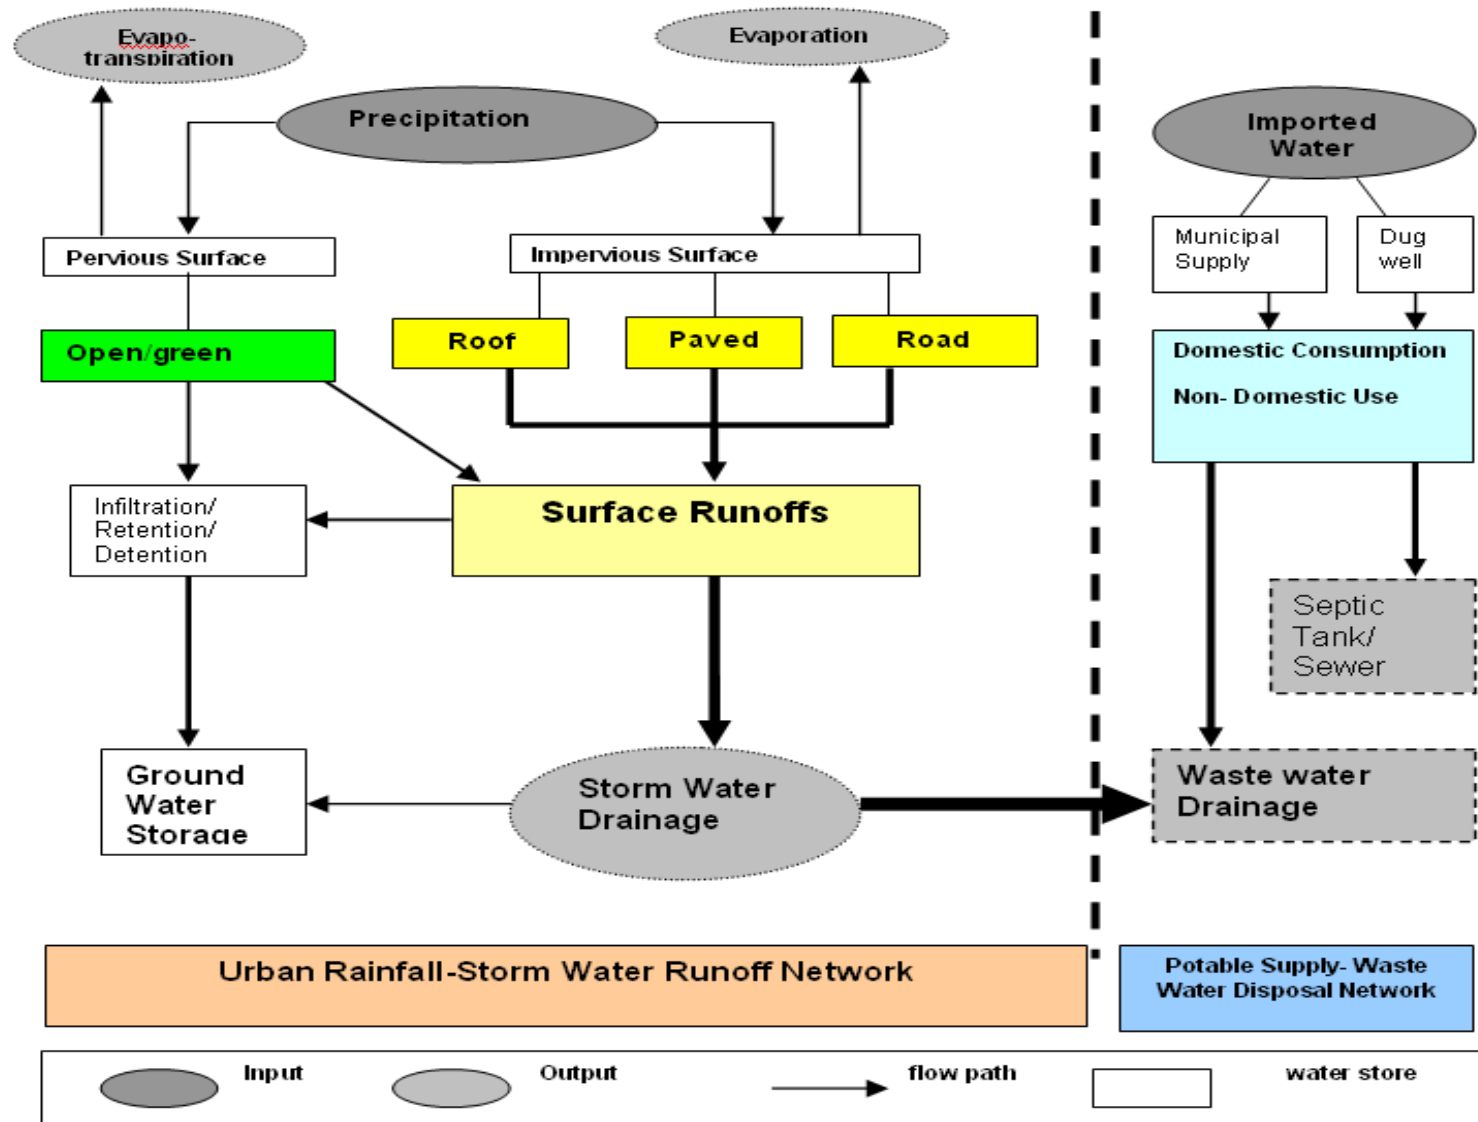 Evapo-
transpiration
Evaporation
Precipitation
Imported
Water
Municipal
Supply
Dug
well
Pervious Surface
Impervious Surface
Open/green
Roof
Paved
Road
Domestic Consumption
Non- Domestic Use
Infiltration/
Retention/
Detention
Surface Runoffs
Septic
Tank/
Sewer
Ground
Water
Storage
Storm Water
Drainage
Waste water
Drainage
Urban Rainfall-Storm Water Runoff Network
Potable Supply- Waste
Water Disposal Network
Input
Output
flow path
water store